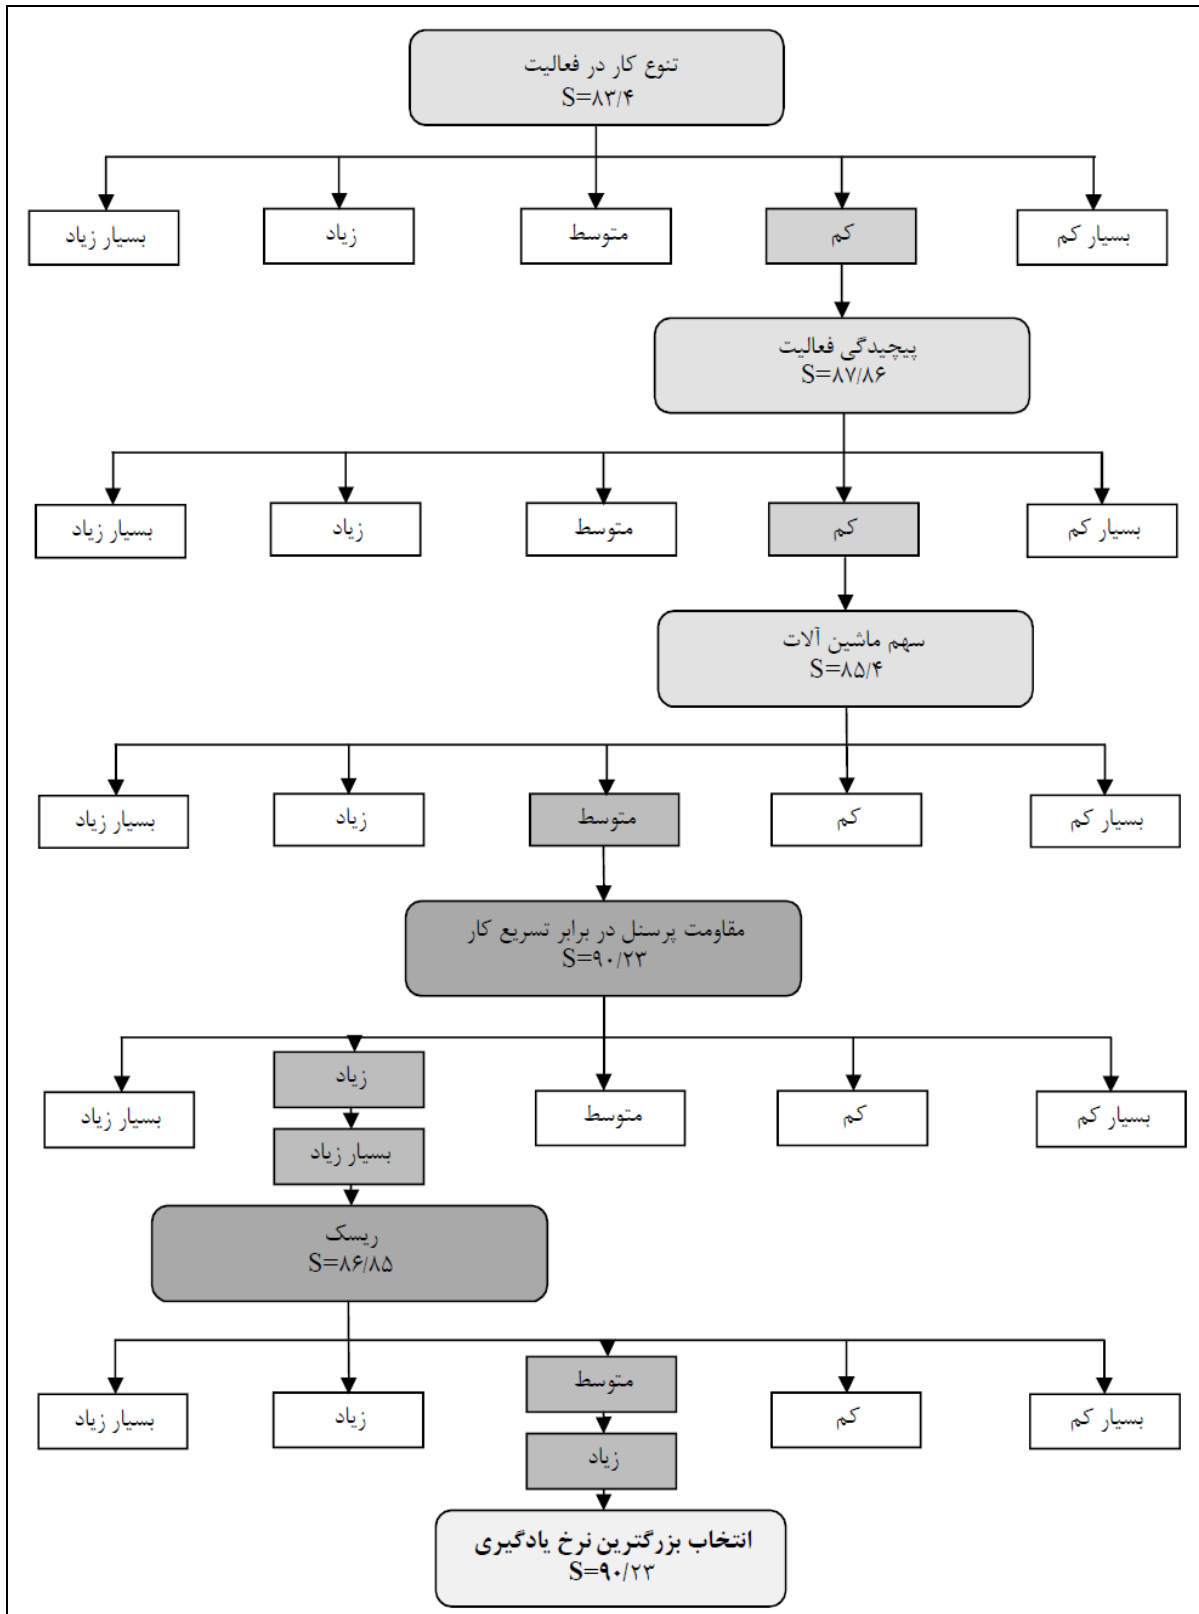 تنوع کار در فعالیت
S=۸۳/۴
بسیار کم
کم
متوسط
زیاد
بسیار زیاد
پیچیدگی فعالیت
S=۸۷/۸۶
بسیار کم
کم
متوسط
زیاد
بسیار زیاد
سهم ماشین آلات
S=۸۵/۴
بسیار کم
کم
متوسط
زیاد
بسیار زیاد
مقاومت پرسنل در برابر تسریع کار
S=۹۰/۲۳
زیاد
بسیار کم
کم
متوسط
بسیار زیاد
بسیار زیاد
ریسک
S=۸۶/۸۵
متوسط
بسیار کم
کم
زیاد
بسیار زیاد
زیاد
انتخاب بزرگترین نرخ یادگیری
S=۹۰/۲۳